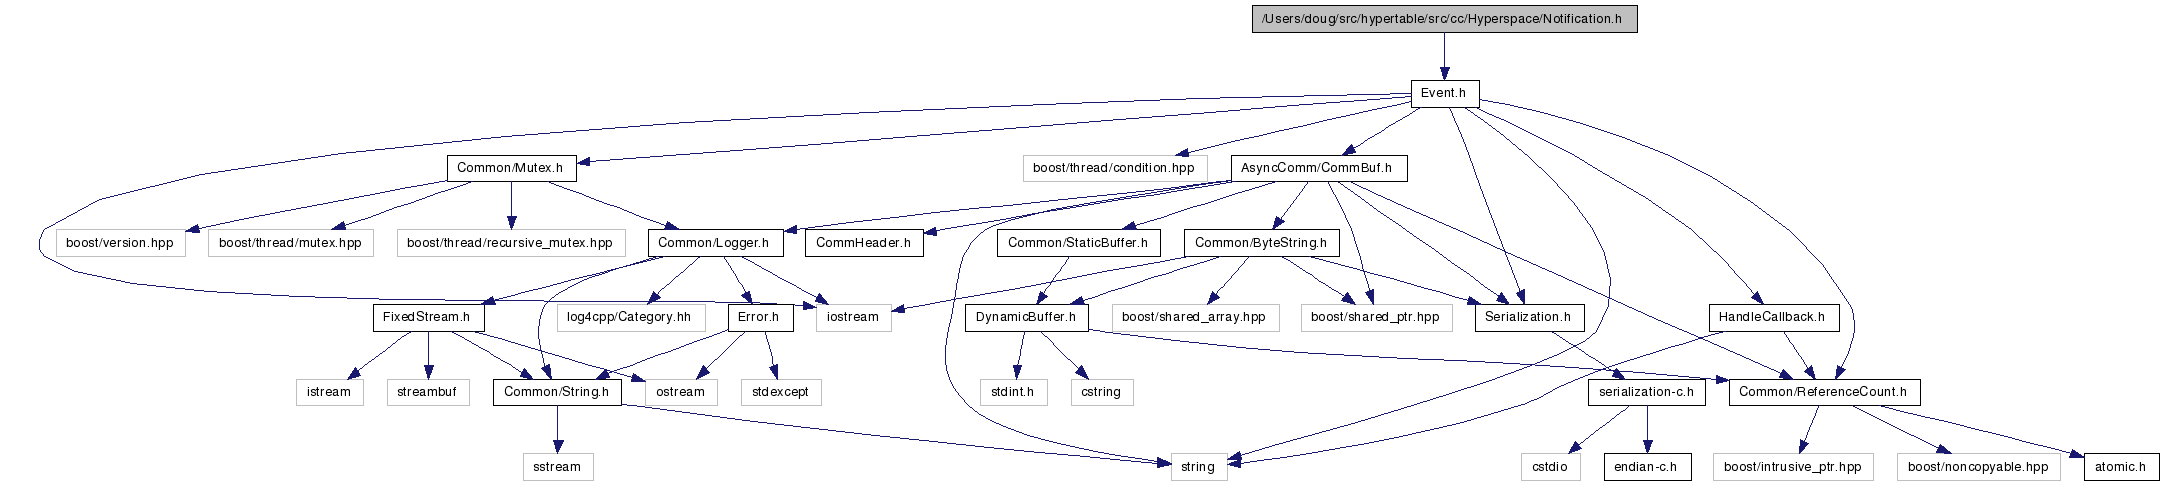 /Users/doug/src/hypertable/src/cc/Hyperspace/Notification.h
Event.h
Common/Mutex.h
boost/thread/condition.hpp
AsyncComm/CommBuf.h
boost/version.hpp
boost/thread/mutex.hpp
boost/thread/recursive_mutex.hpp
Common/Logger.h
CommHeader.h
Common/StaticBuffer.h
Common/ByteString.h
FixedStream.h
log4cpp/Category.hh
Error.h
iostream
DynamicBuffer.h
boost/shared_array.hpp
boost/shared_ptr.hpp
Serialization.h
HandleCallback.h
istream
streambuf
Common/String.h
ostream
stdexcept
stdint.h
cstring
serialization-c.h
Common/ReferenceCount.h
sstream
string
cstdio
endian-c.h
boost/intrusive_ptr.hpp
boost/noncopyable.hpp
atomic.h